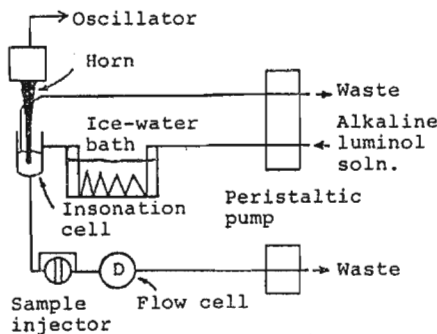 Oscillator
Horn
Waste
Ice-water
bath
Alkaline
luminol
soln.
Insonation
cell
Peristaltic
pump
D
Waste
Sample
injector
Flow cell